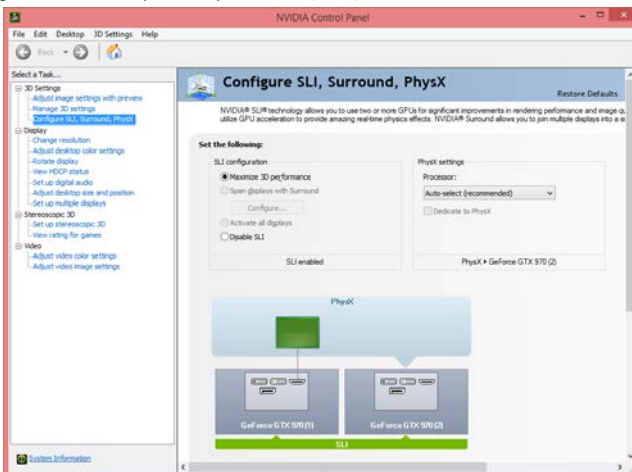 NVIDIA Control Panel
File Edit Desktop 3D Settings Help
Back
Select a Task...
3D Settings
Adjust image settings with preview
Manage 3D settings
Configure SLI, Surround, PhysX
Display
Change resolution
Adjust desktop color settings
Rotate display
View HDCP status
Set up digital audio
Adjust desktop size and position
Set up multiple displays
Stereoscopic 3D
Set up stereoscopic 3D
View rating for games
Video
Adjust video color settings
Adjust video image settings
System Information
Configure SLI, Surround, PhysX
Restore Defaults
NVIDIA® SLI® technology allows you to use two or more GPUs for significant improvements in rendering performance and image
utilize GPU acceleration to provide amazing real-time physics effects. NVIDIA® Surround allows you to join multiple displays into a
Set the following:
SLI configuration
Maximize 3D performance
Span displays with Surround
Configure...
Activate all displays
Disable SLI
SLI enabled
PhysX settings
Processor:
Auto-select (recommended)
Dedicate to PhysX
PhysX ▸ GeForce GTX 970 (2)
PhysX
GeForce GTX 970 (1) GeForce GTX 970 (2)
SLI